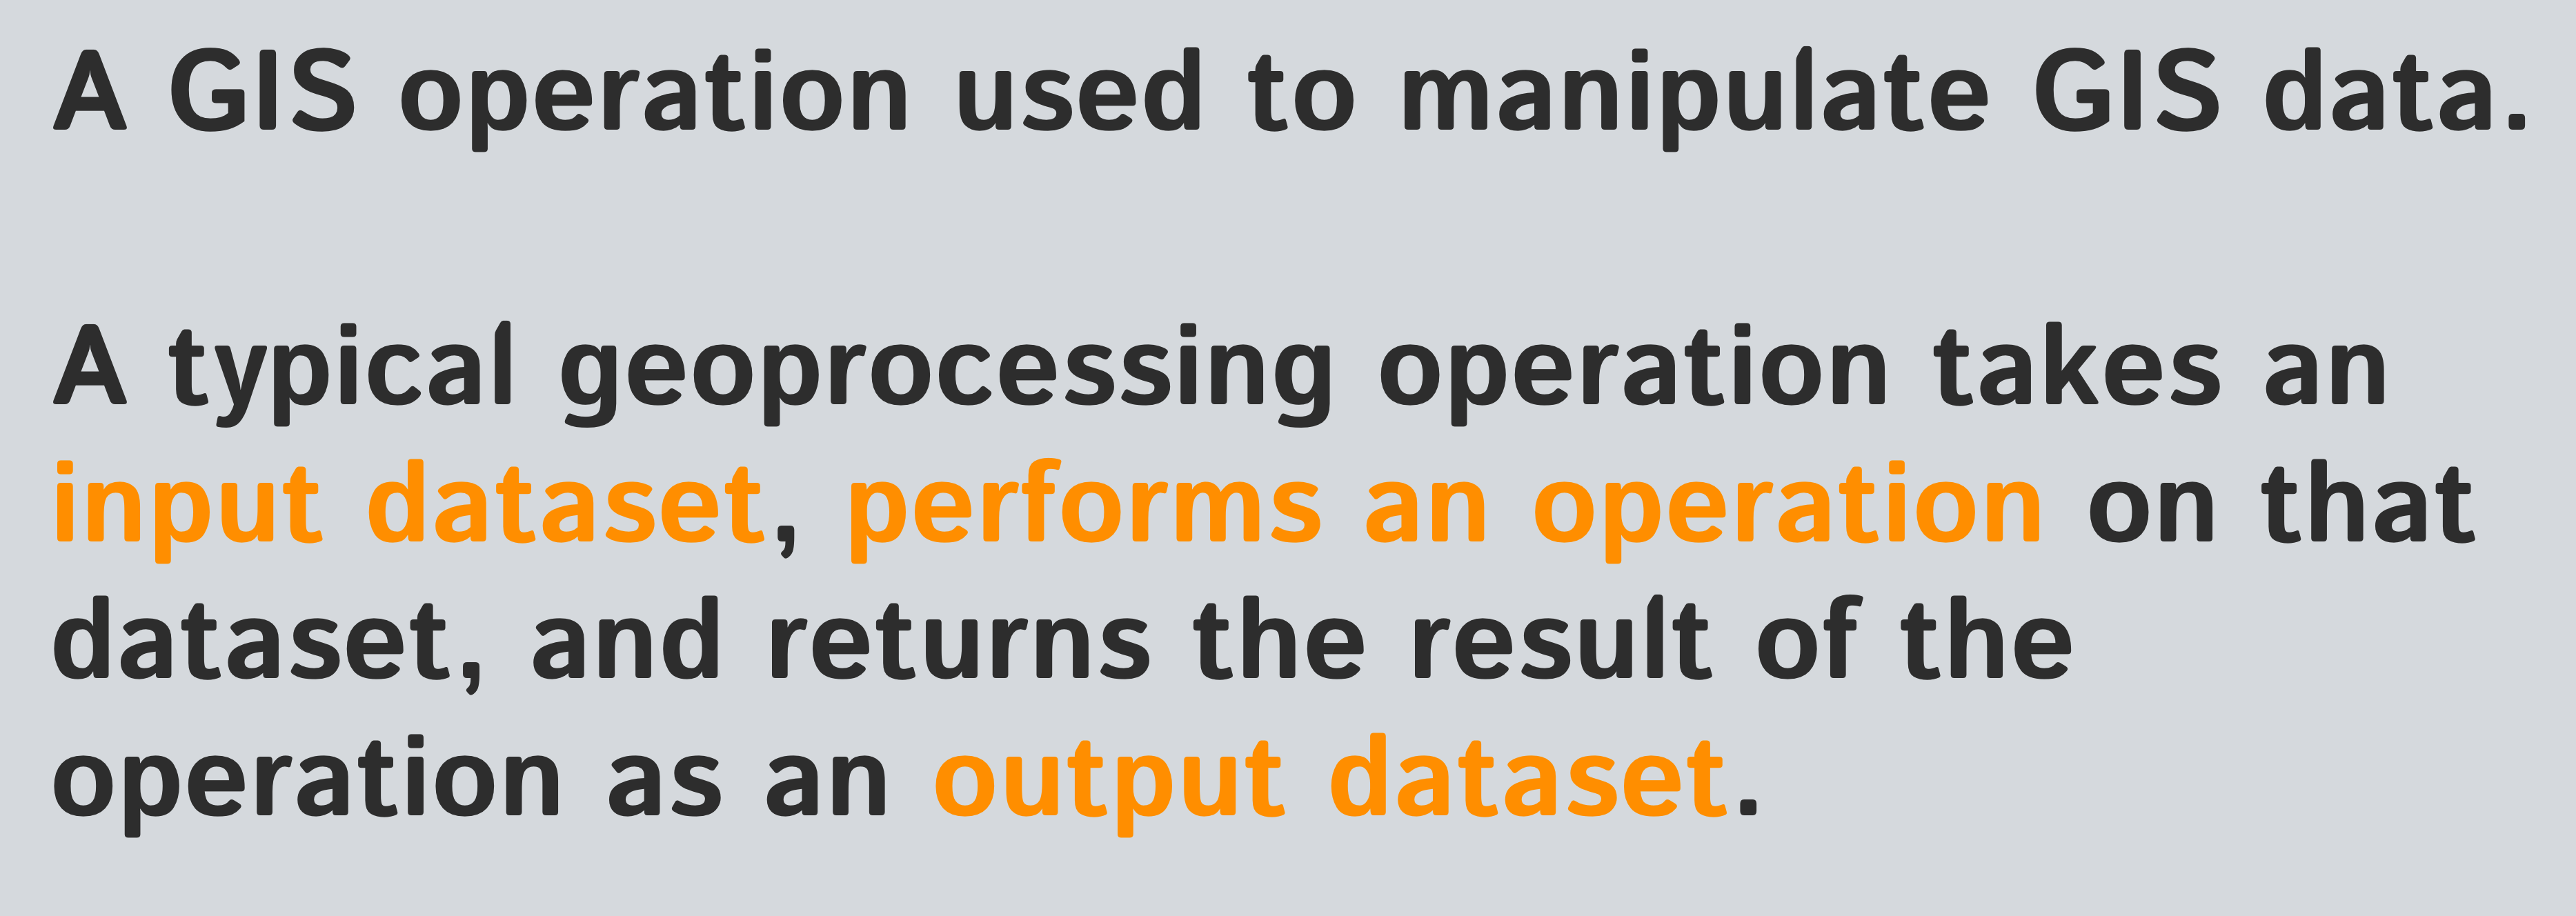 A GIS operation used to manipulate GIS data.
A typical geoprocessing operation takes an
input dataset, performs an operation on that
dataset, and returns the result of the
operation as an output dataset.